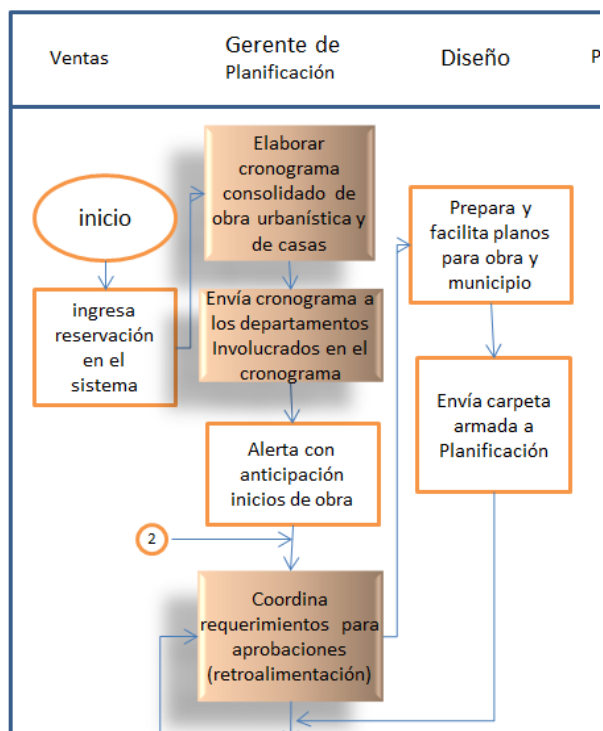 Ventas
Gerente de
Planificación
Diseño
P
inicio
ingresa
reservación
en el
sistema
Elaborar
cronograma
consolidado de
obra urbanística y
de casas
Envía cronograma a
los departamentos
Involucrados en el
cronograma
Alerta con
anticipación
inicios de obra
2
Coordina
requerimientos para
aprobaciones
(retroalimentación)
Prepara y
facilita planos
para obra y
municipio
Envía carpeta
armada a
Planificación